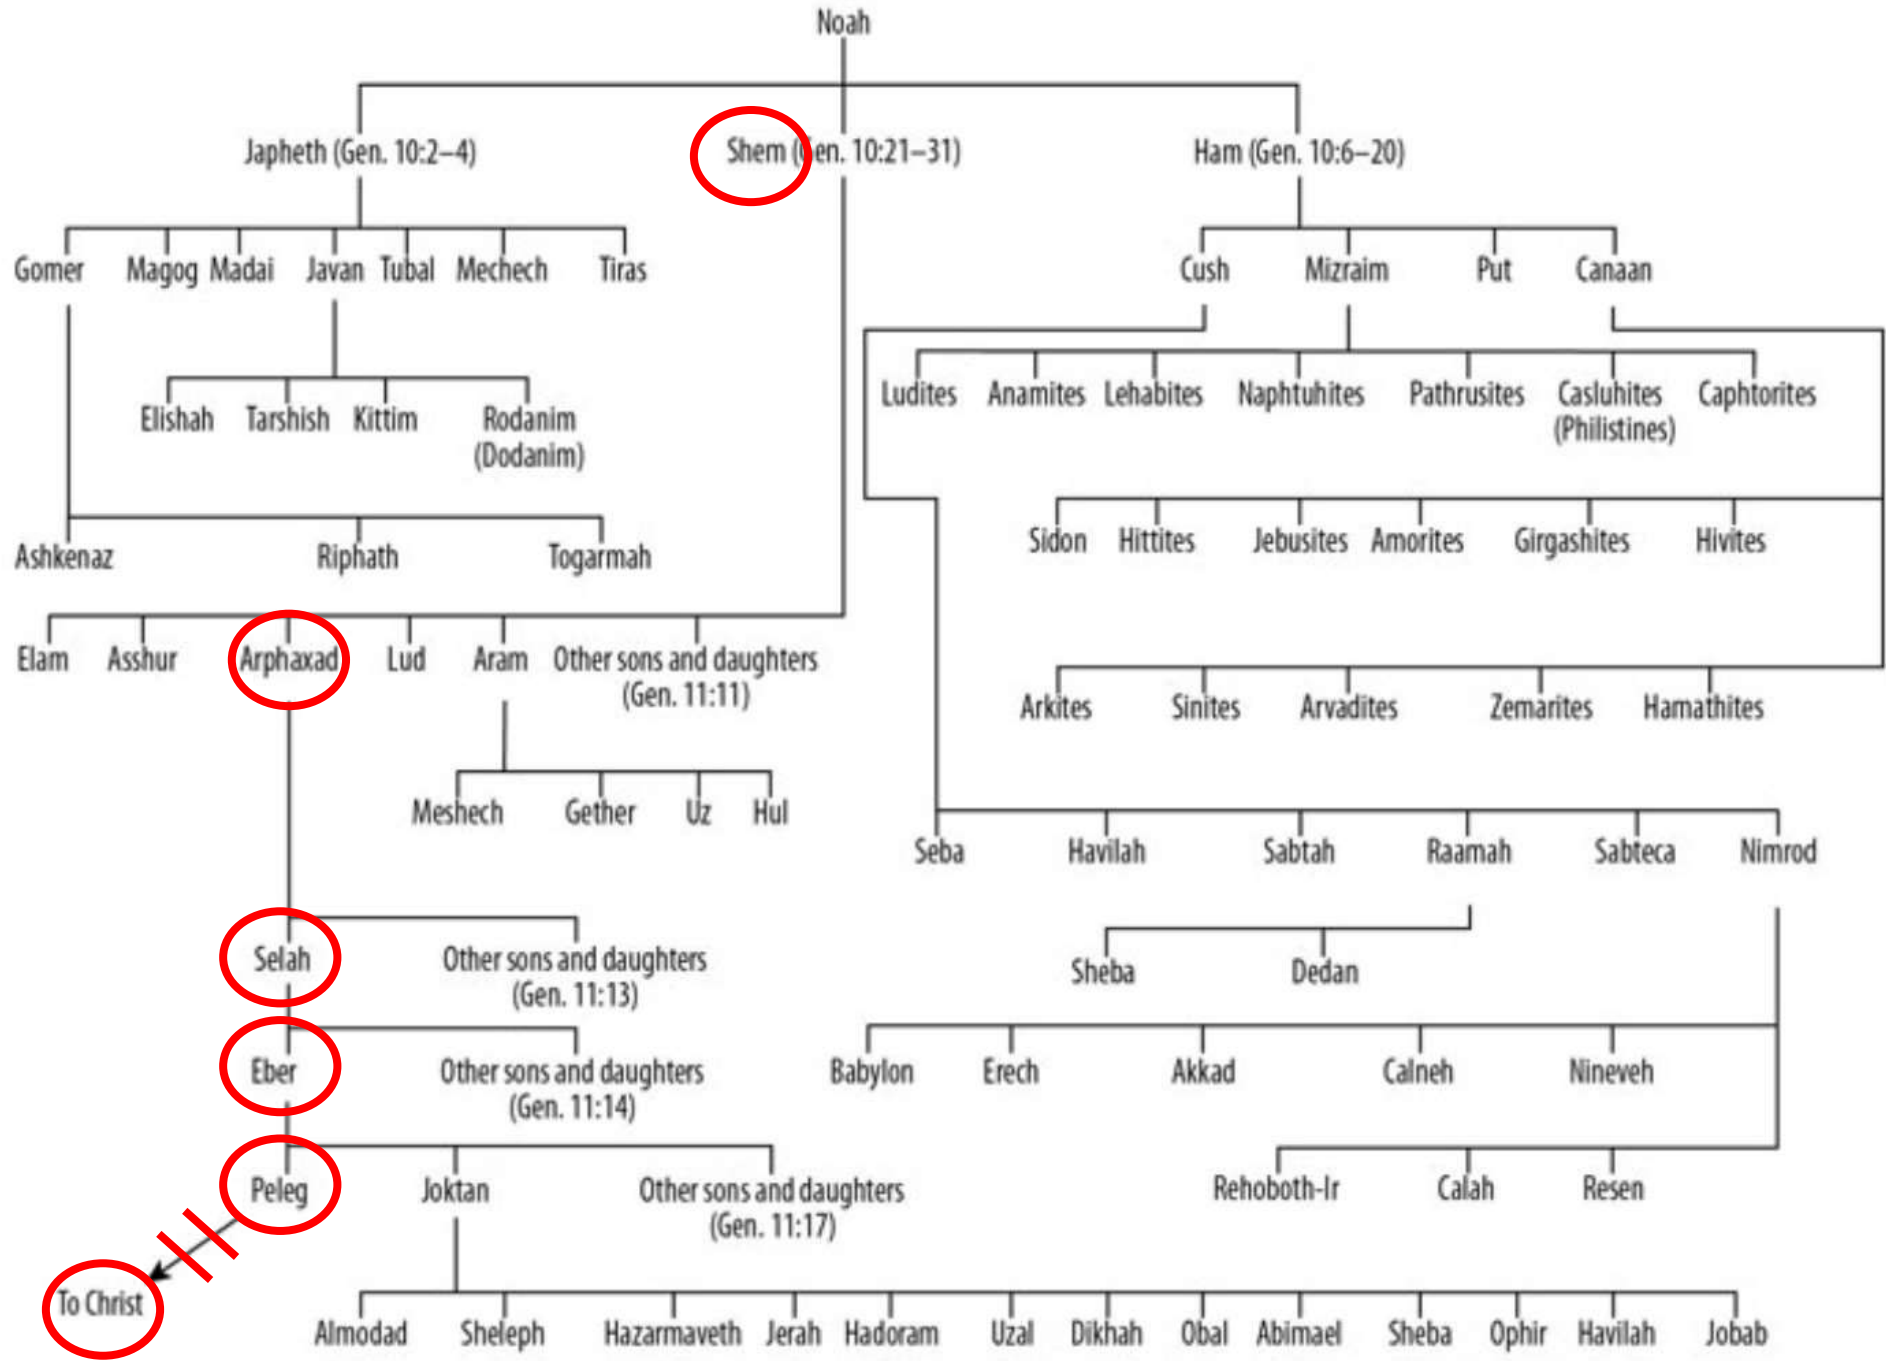 Noah
Japheth (Gen. 10:2–4) Shem (Gen. 10:21–31) Ham (Gen. 10:6–20)
Gomer Magog Madai Javan Tubal Mechech Tiras Cush Mizraim Put Canaan
Ludites Anamites Lehabites Naphtuhites Pathrusites Casluhites Caphtorites
(Philistines)
Elishah Tarshish Kittim Rodanim
(Dodanim)
Sidon Hittites Jebusites Amorites Girgashites Hivites
Ashkenaz Riphath Togarmah
Elam Asshur Arphaxad Lud Aram Other sons and daughters
(Gen. 11:11)
Arkites Sinites Arvadites Zemarites Hamathites
Meshech Gether Uz Hul
Seba Havilah Sabtah Raamah Sabteca Nimrod
Selah Other sons and daughters
(Gen. 11:13)
Sheba Dedan
Eber Other sons and daughters
(Gen. 11:14)
Babylon Erech Akkad Calneh Nineveh
Peleg Joktan Other sons and daughters
(Gen. 11:17)
Rehoboth-Ir Calah Resen
To Christ
Almodad Sheleph Hazarmaveth Jerah Hadoram Uzal Dikhah Obal Abimael Sheba Ophir Havilah Jobab